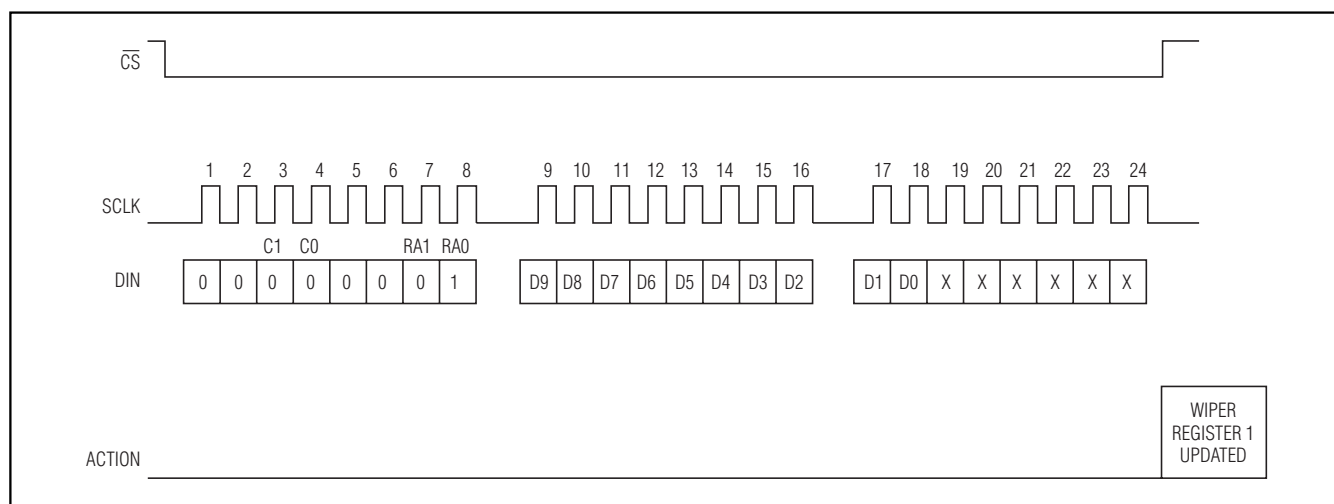 C̅S̅
1 2 3 4 5 6 7 8 9 10 11 12 13 14 15 16 17 18 19 20 21 22 23 24
SCLK
C1 C0 RA1 RA0
DIN 0 0 0 0 0 0 0 1 D9 D8 D7 D6 D5 D4 D3 D2 D1 D0 X X X X X X
WIPER
REGISTER 1
UPDATED
ACTION